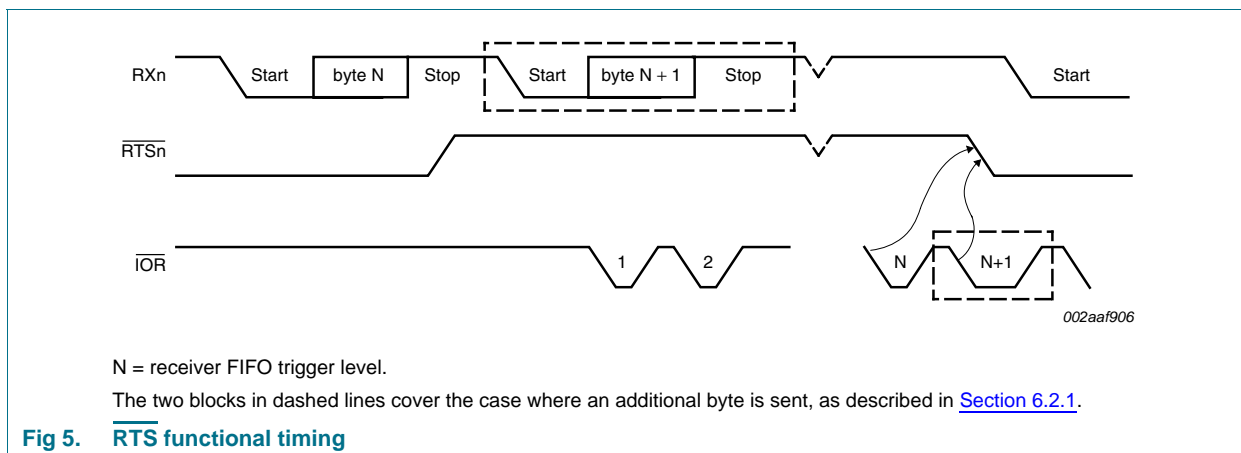 RXn Start byte N Stop Start byte N + 1 Stop Start
RTSn
IOR 1 2 N N+1
002aaf906
N = receiver FIFO trigger level.
The two blocks in dashed lines cover the case where an additional byte is sent, as described in Section 6.2.1.
Fig 5. RTS functional timing